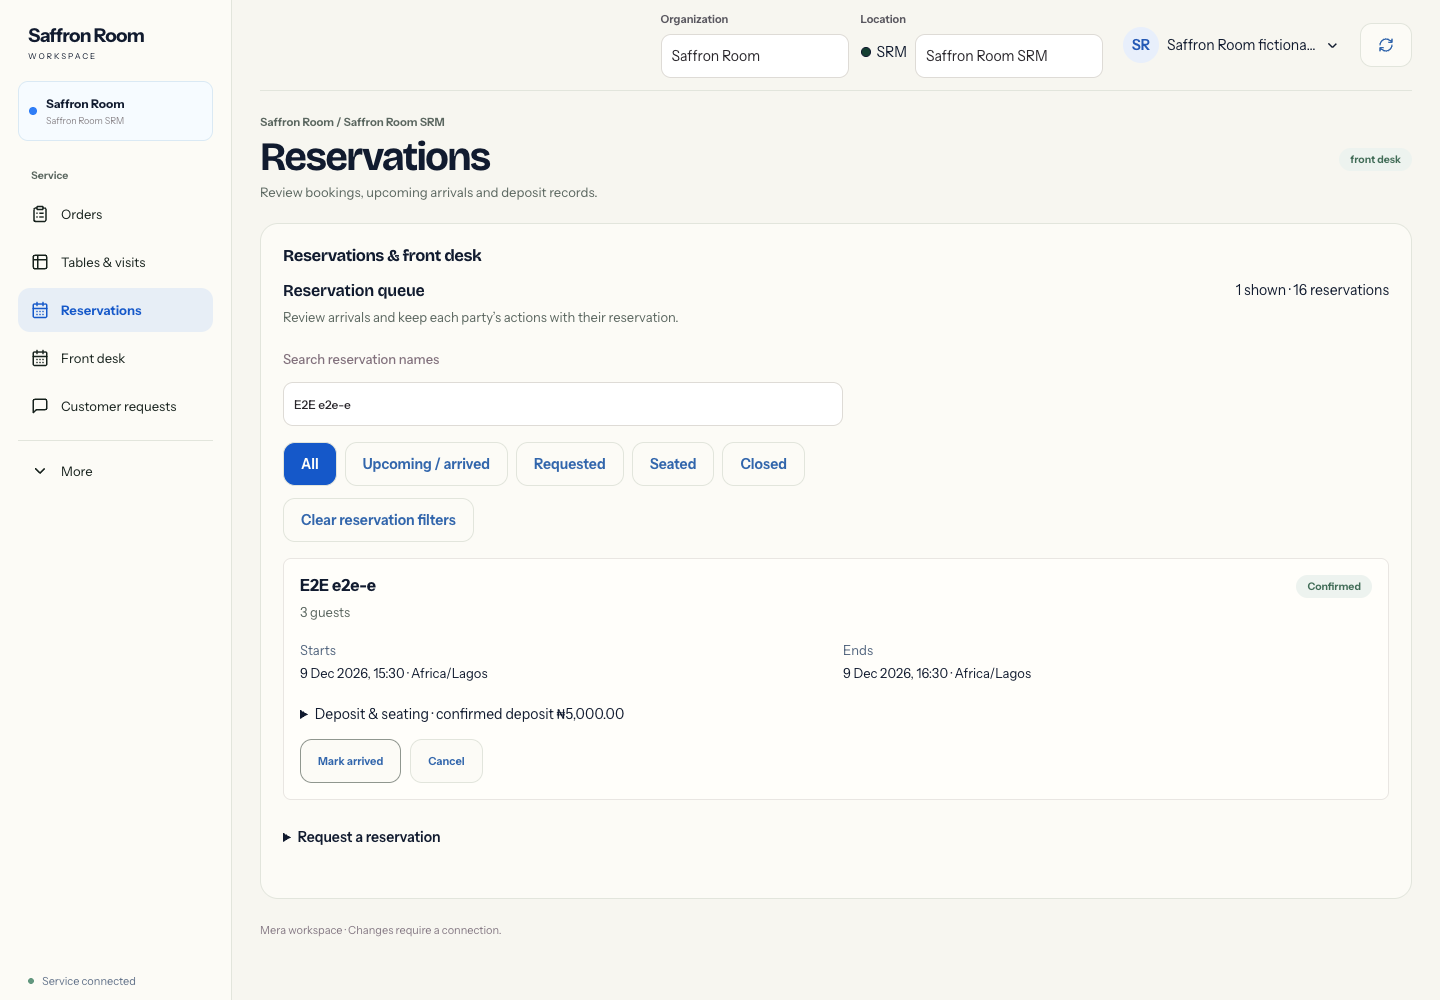 Saffron Room
WORKSPACE
Saffron Room
Saffron Room SRM
Service
Orders
Tables & visits
Reservations
Front desk
Customer requests
More
Service connected
Organization
Saffron Room
Location
SRM
Saffron Room SRM
SR
Saffron Room fictiona...
Saffron Room / Saffron Room SRM
Reservations
front desk
Review bookings, upcoming arrivals and deposit records.
Reservations & front desk
Reservation queue
1 shown · 16 reservations
Review arrivals and keep each party's actions with their reservation.
Search reservation names
E2E e2e-e
All
Upcoming / arrived
Requested
Seated
Closed
Clear reservation filters
E2E e2e-e
Confirmed
3 guests
Starts
9 Dec 2026, 15:30 · Africa/Lagos
Ends
9 Dec 2026, 16:30 · Africa/Lagos
Deposit & seating · confirmed deposit ₦5,000.00
Mark arrived
Cancel
Request a reservation
Mera workspace · Changes require a connection.